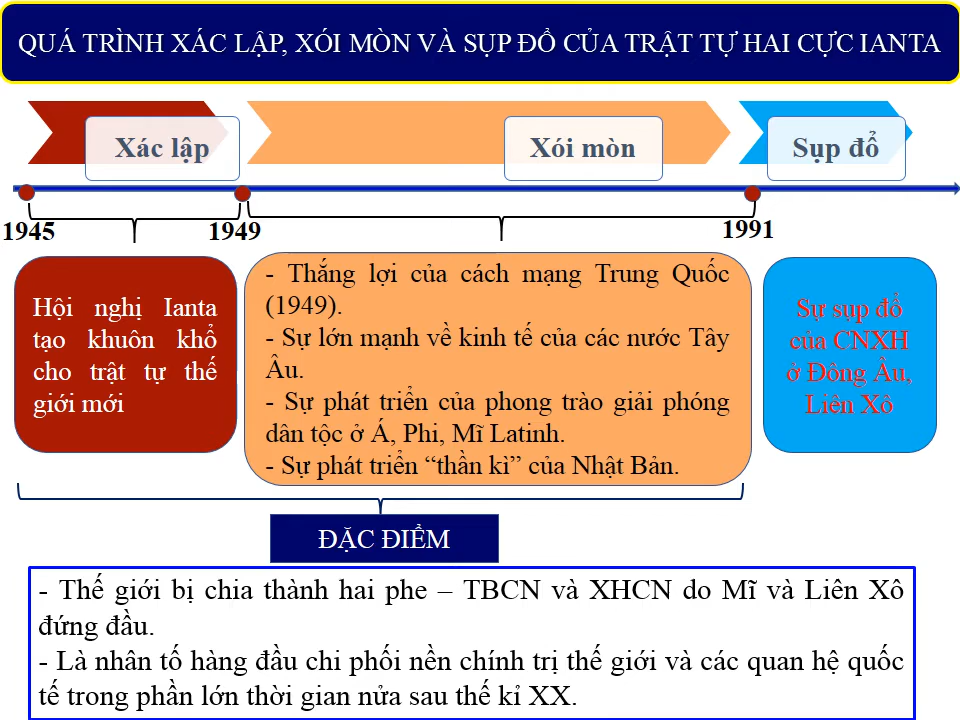 QUÁ TRÌNH XÁC LẬP, XÓI MÒN VÀ SỤP ĐỔ CỦA TRẬT TỰ HAI CỰC IANTA
Xác lập
Xói mòn
Sụp đổ
1945
1949
1991
Hội nghị Ianta
tạo khuôn khổ
cho trật tự thế
giới mới
- Thắng lợi của cách mạng Trung Quốc
(1949).
- Sự lớn mạnh về kinh tế của các nước Tây
Âu.
- Sự phát triển của phong trào giải phóng
dân tộc ở Á, Phi, Mĩ Latinh.
- Sự phát triển “thần kì” của Nhật Bản.
Sự sụp đổ
của CNXH
ở Đông Âu,
Liên Xô
ĐẶC ĐIỂM
- Thế giới bị chia thành hai phe – TBCN và XHCN do Mĩ và Liên Xô
đứng đầu.
- Là nhân tố hàng đầu chi phối nền chính trị thế giới và các quan hệ quốc
tế trong phần lớn thời gian nửa sau thế kỉ XX.